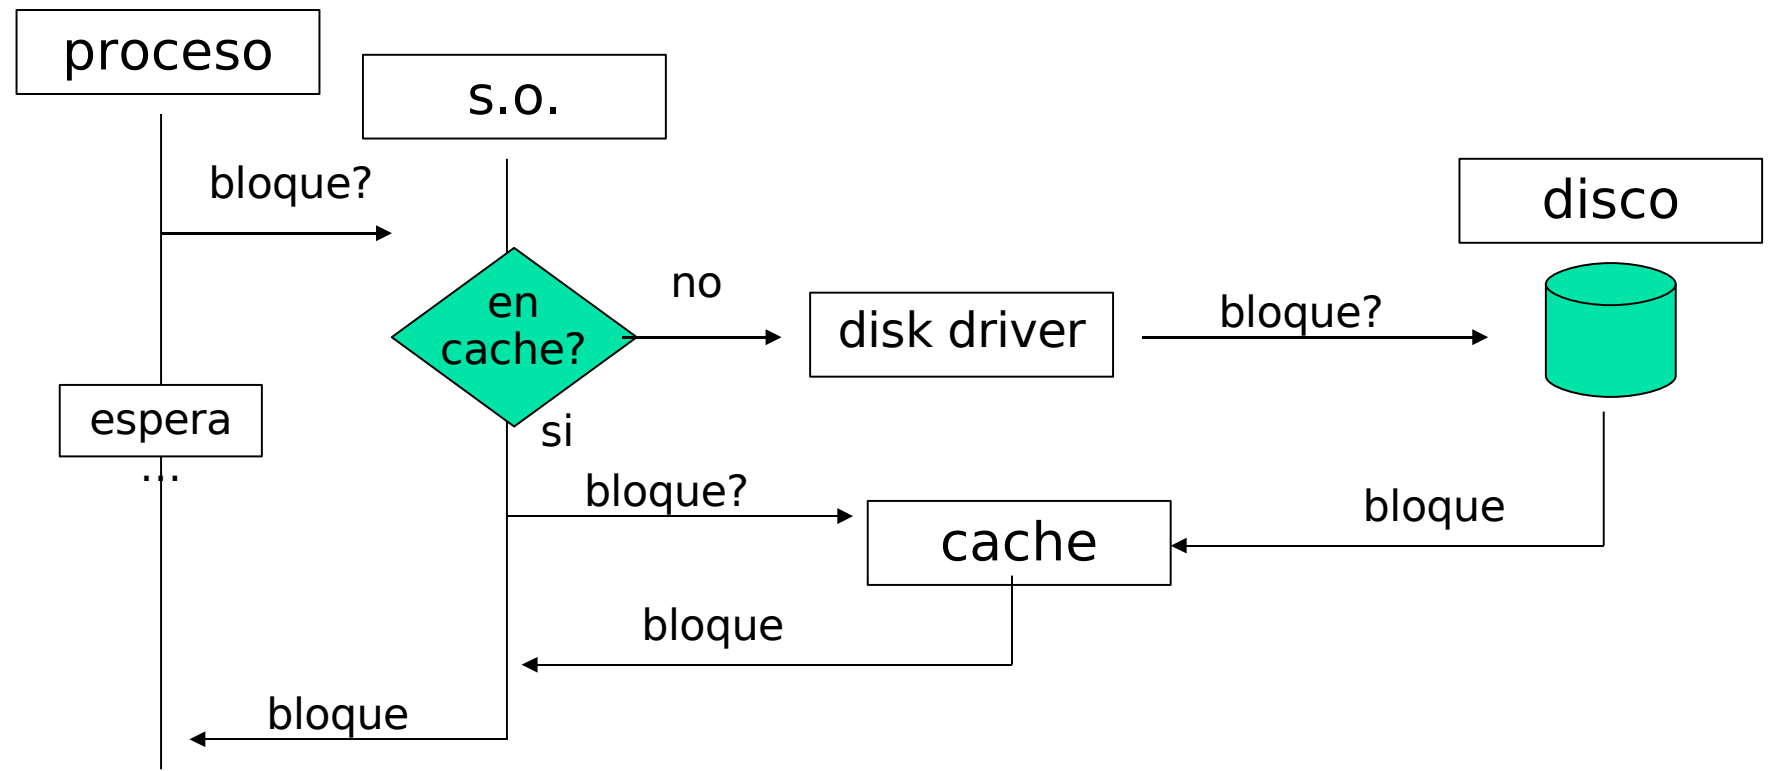 proceso
s.o.
bloque?
disco
no
en
cache?
disk driver
bloque?
espera
...
si
bloque?
cache
bloque
bloque
bloque